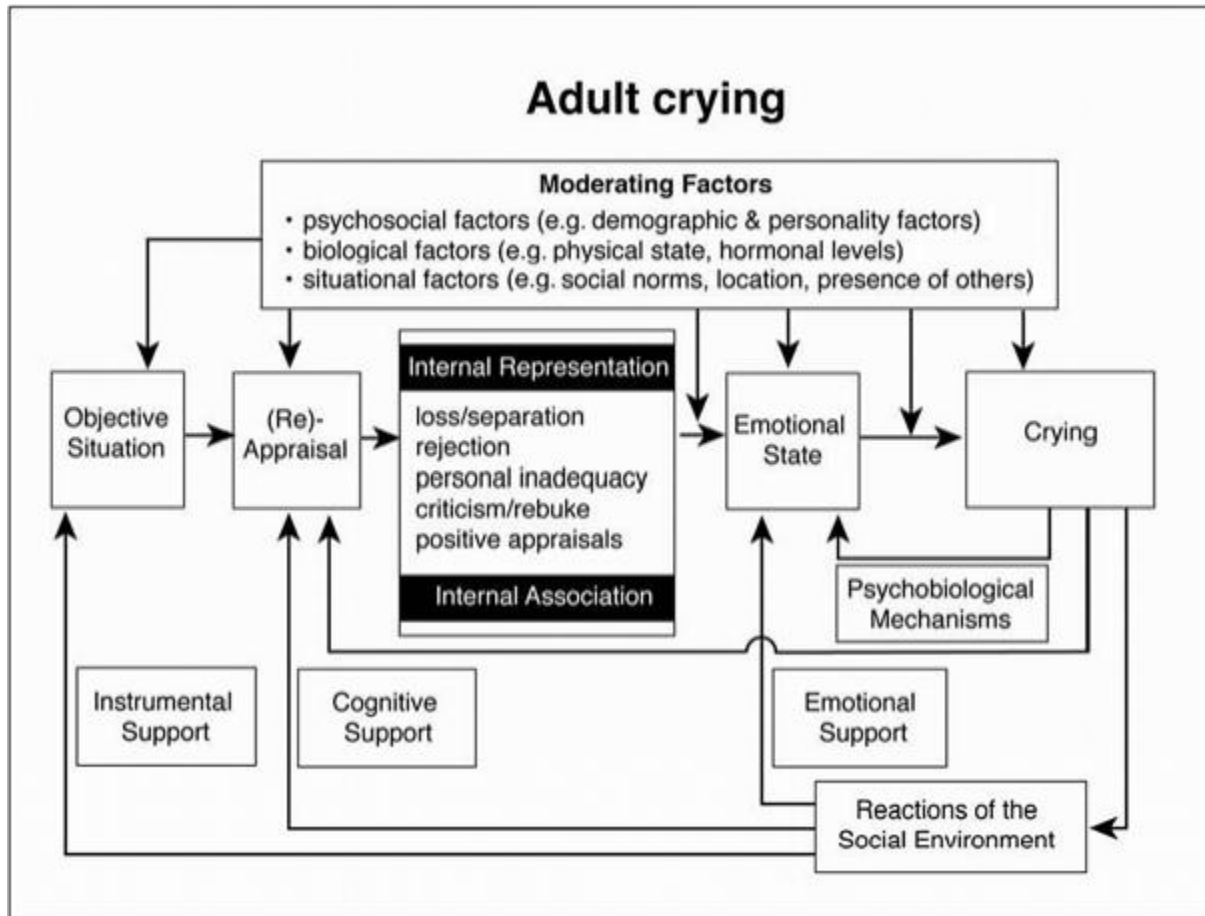 Adult crying
Moderating Factors
• psychosocial factors (e.g. demographic & personality factors)
• biological factors (e.g. physical state, hormonal levels)
• situational factors (e.g. social norms, location, presence of others)
Objective
Situation
(Re)-
Appraisal
Internal Representation
loss/separation
rejection
personal inadequacy
criticism/rebuke
positive appraisals
Internal Association
Emotional
State
Crying
Psychobiological
Mechanisms
Instrumental
Support
Cognitive
Support
Emotional
Support
Reactions of the
Social Environment